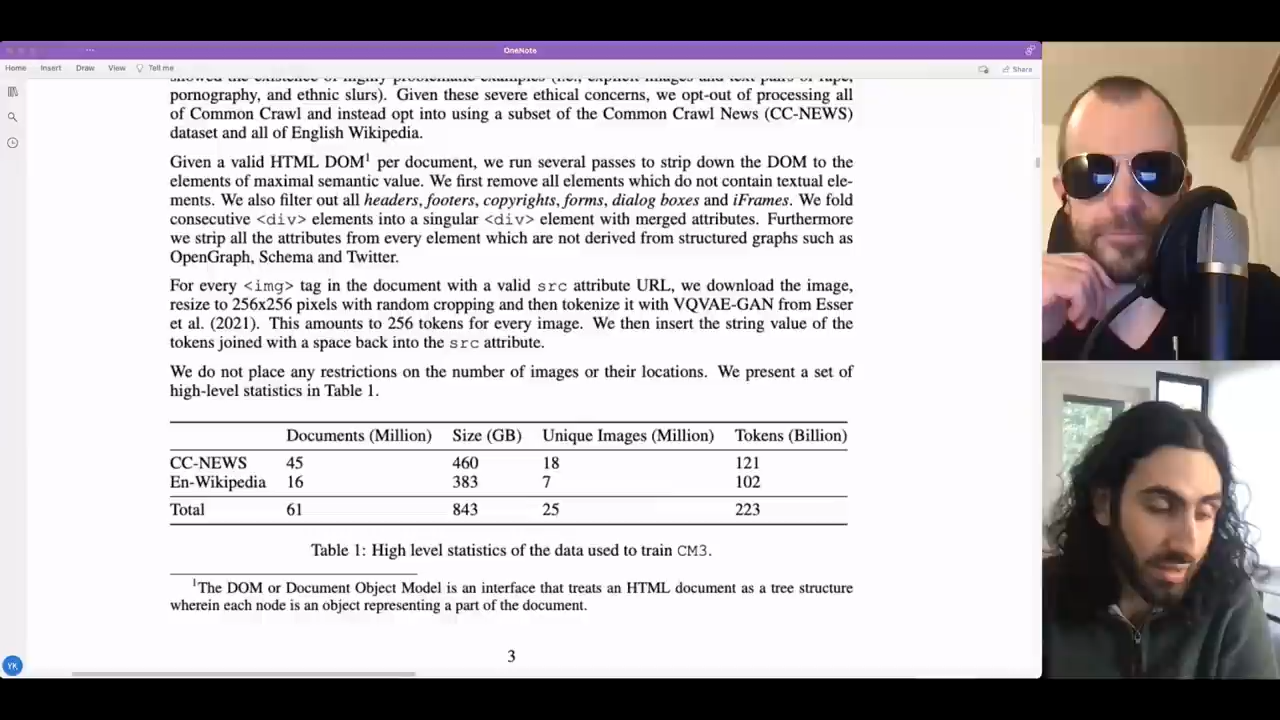 OneNote
Home Insert Draw View Tell me Share
showed the existence of highly problematic examples (i.e., explicit images and text pairs of rape,
pornography, and ethnic slurs). Given these severe ethical concerns, we opt-out of processing all
of Common Crawl and instead opt into using a subset of the Common Crawl News (CC-NEWS)
dataset and all of English Wikipedia.
Given a valid HTML DOM1 per document, we run several passes to strip down the DOM to the
elements of maximal semantic value. We first remove all elements which do not contain textual ele-
ments. We also filter out all headers, footers, copyrights, forms, dialog boxes and iFrames. We fold
consecutive <div> elements into a singular <div> element with merged attributes. Furthermore
we strip all the attributes from every element which are not derived from structured graphs such as
OpenGraph, Schema and Twitter.
For every <img> tag in the document with a valid src attribute URL, we download the image,
resize to 256x256 pixels with random cropping and then tokenize it with VQVAE-GAN from Esser
et al. (2021). This amounts to 256 tokens for every image. We then insert the string value of the
tokens joined with a space back into the src attribute.
We do not place any restrictions on the number of images or their locations. We present a set of
high-level statistics in Table 1.
Documents (Million) Size (GB) Unique Images (Million) Tokens (Billion)
CC-NEWS 45 460 18 121
En-Wikipedia 16 383 7 102
Total 61 843 25 223
Table 1: High level statistics of the data used to train CM3.
1The DOM or Document Object Model is an interface that treats an HTML document as a tree structure
wherein each node is an object representing a part of the document.
3
YK